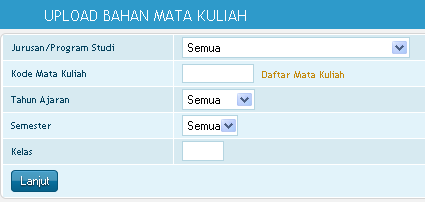 UPLOAD BAHAN MATA KULIAH
Jurusan/Program Studi Semua
Kode Mata Kuliah Daftar Mata Kuliah
Tahun Ajaran Semua
Semester Semua
Kelas
Lanjut